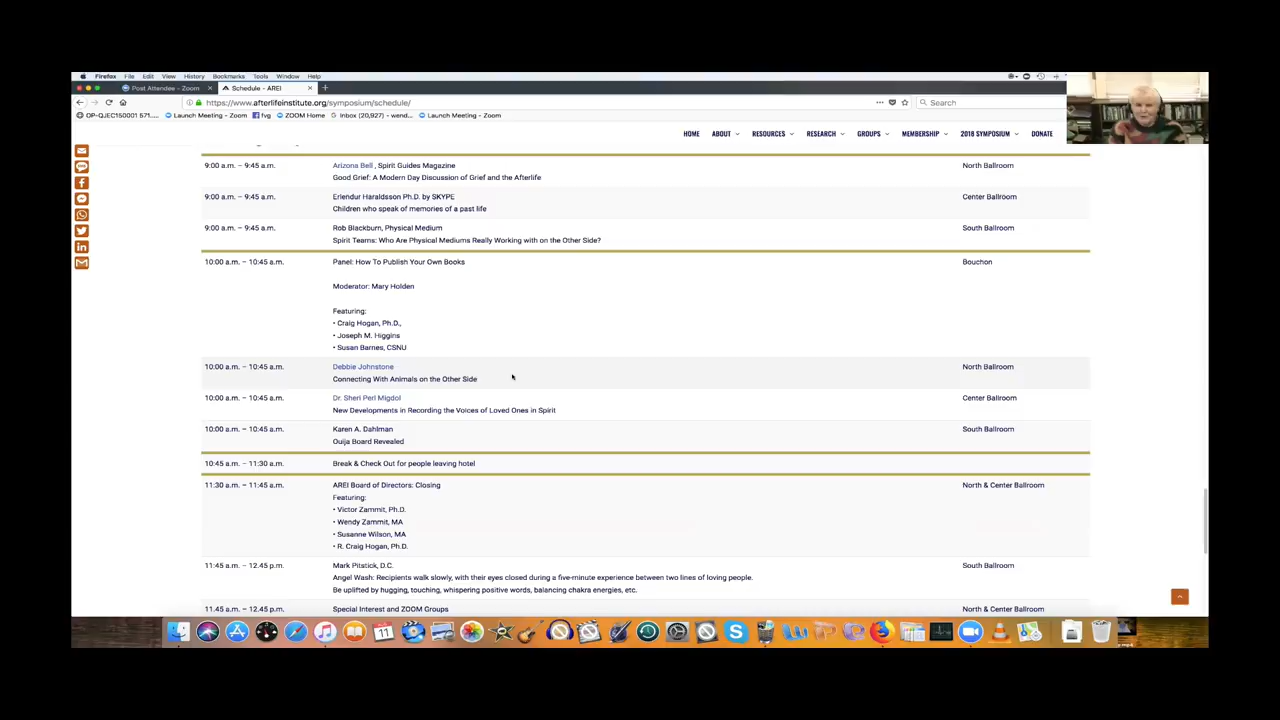 Firefox File Edit View History Bookmarks Tools Window Help
Post Attendee - Zoom
Schedule - AREI
https://www.afterlifeinstitute.org/symposium/schedule/
Search
OP-QJEC150001 571.... Launch Meeting - Zoom fvg ZOOM Home Inbox (20,927) - wend... Launch Meeting - Zoom
HOME ABOUT RESOURCES RESEARCH GROUPS MEMBERSHIP 2018 SYMPOSIUM DONATE
9:00 a.m. – 9:45 a.m. Arizona Bell , Spirit Guides Magazine North Ballroom
Good Grief: A Modern Day Discussion of Grief and the Afterlife
9:00 a.m. – 9:45 a.m. Erlendur Haraldsson Ph.D. by SKYPE Center Ballroom
Children who speak of memories of a past life
9:00 a.m. – 9:45 a.m. Rob Blackburn, Physical Medium South Ballroom
Spirit Teams: Who Are Physical Mediums Really Working with on the Other Side?
10:00 a.m. – 10:45 a.m. Panel: How To Publish Your Own Books Bouchon
Moderator: Mary Holden
Featuring:
• Craig Hogan, Ph.D.,
• Joseph M. Higgins
• Susan Barnes, CSNU
10:00 a.m. – 10:45 a.m. Debbie Johnstone North Ballroom
Connecting With Animals on the Other Side
10:00 a.m. – 10:45 a.m. Dr. Sheri Perl Migdol Center Ballroom
New Developments in Recording the Voices of Loved Ones in Spirit
10:00 a.m. – 10:45 a.m. Karen A. Dahlman South Ballroom
Ouija Board Revealed
10:45 a.m. – 11:30 a.m. Break & Check Out for people leaving hotel
11:30 a.m. – 11:45 a.m. AREI Board of Directors: Closing North & Center Ballroom
Featuring:
• Victor Zammit, Ph.D.
• Wendy Zammit, MA
• Susanne Wilson, MA
• R. Craig Hogan, Ph.D.
11:45 a.m. – 12.45 p.m. Mark Pitstick, D.C. South Ballroom
Angel Wash: Recipients walk slowly, with their eyes closed during a five-minute experience between two lines of loving people.
Be uplifted by hugging, touching, whispering positive words, balancing chakra energies, etc.
11.45 a.m. – 12.45 p.m. Special Interest and ZOOM Groups North & Center Ballroom
11